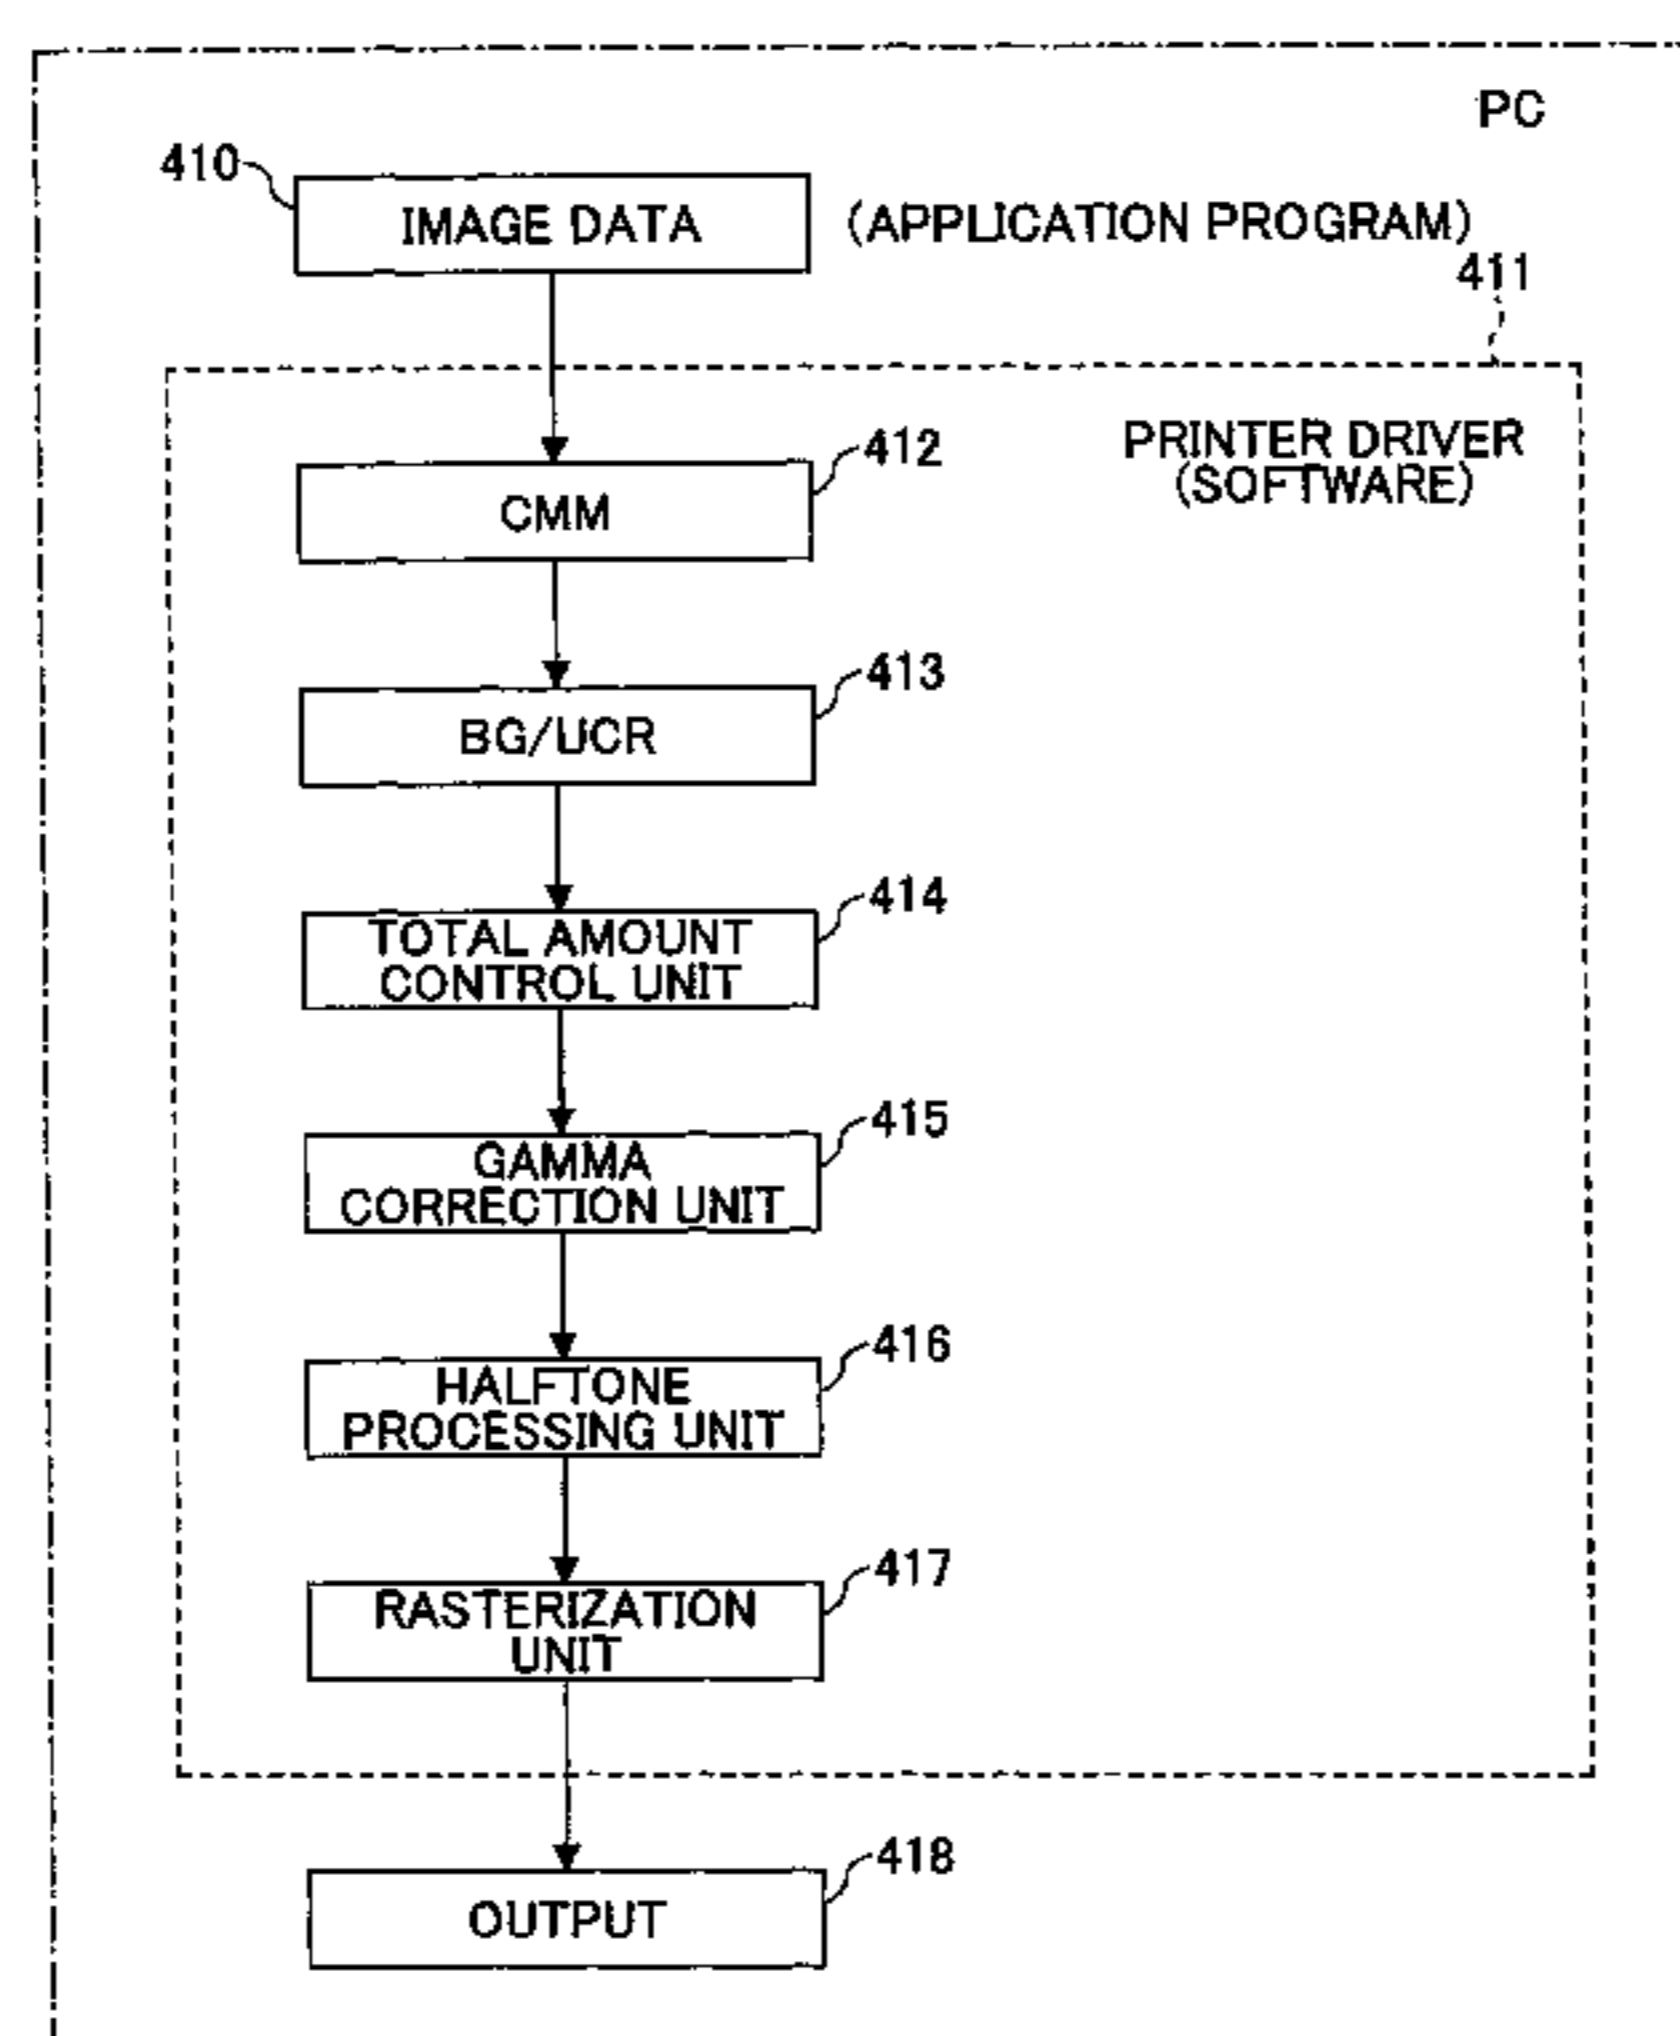 PC
410
IMAGE DATA
(APPLICATION PROGRAM)
411
PRINTER DRIVER
(SOFTWARE)
412
CMM
413
BG/UCR
414
TOTAL AMOUNT
CONTROL UNIT
415
GAMMA
CORRECTION UNIT
416
HALFTONE
PROCESSING UNIT
417
RASTERIZATION
UNIT
418
OUTPUT